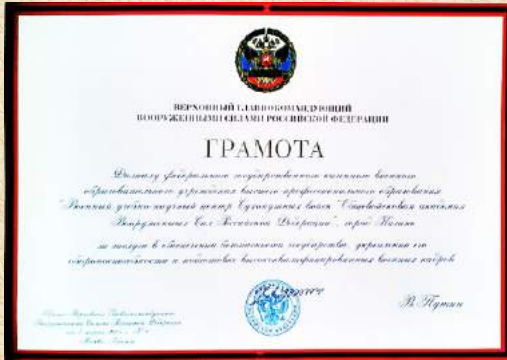 ВЕРХОВНЫЙ ГЛАВНОКОМАНДУЮЩИЙ
ВООРУЖЕННЫМИ СИЛАМИ РОССИЙСКОЙ ФЕДЕРАЦИИ
ГРАМОТА
Филиалу федерального государственного казенного военного
образовательного учреждения высшего профессионального образования
"Военный учебно-научный центр Сухопутных войск "Общевойсковая академия
Вооруженных Сил Российской Федерации", город Казань
за заслуги в обеспечении безопасности государства, укреплении его
обороноспособности и подготовке высококвалифицированных военных кадров
В. Путин
Москва, Кремль